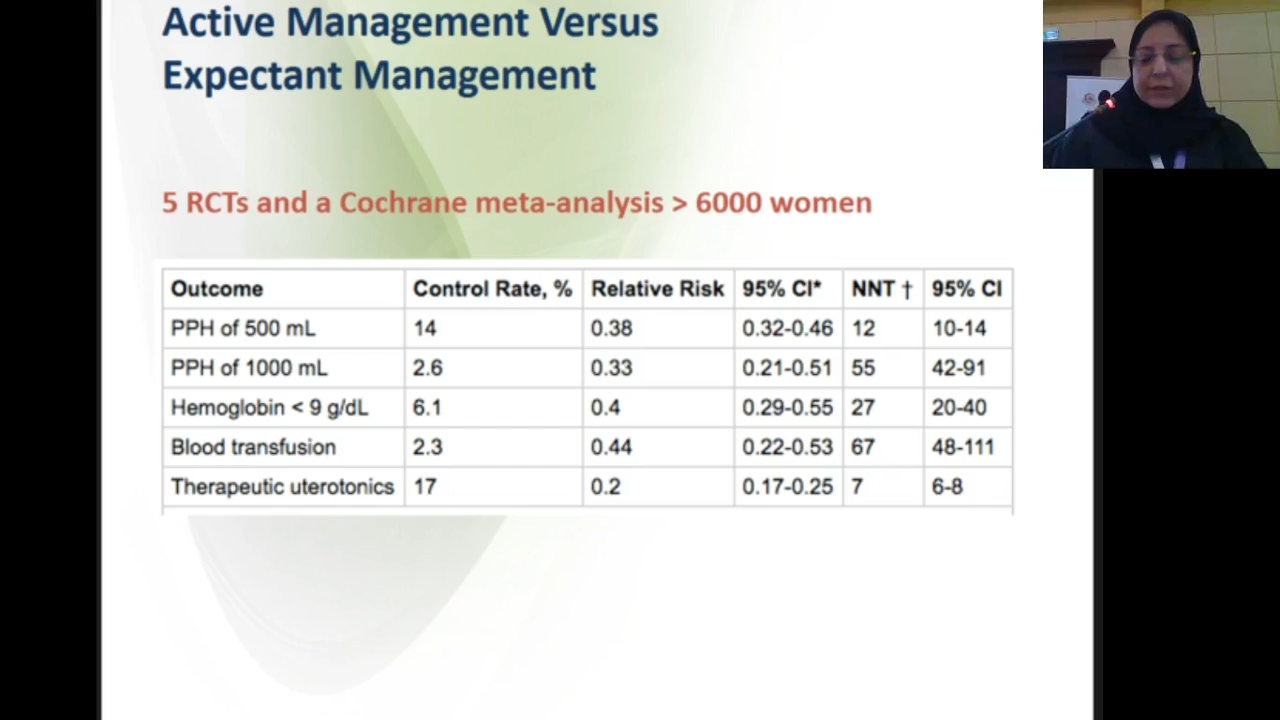 Active Management Versus
Expectant Management
5 RCTs and a Cochrane meta-analysis > 6000 women
Outcome Control Rate, % Relative Risk 95% CI* NNT † 95% CI
PPH of 500 mL 14 0.38 0.32-0.46 12 10-14
PPH of 1000 mL 2.6 0.33 0.21-0.51 55 42-91
Hemoglobin < 9 g/dL 6.1 0.4 0.29-0.55 27 20-40
Blood transfusion 2.3 0.44 0.22-0.53 67 48-111
Therapeutic uterotonics 17 0.2 0.17-0.25 7 6-8